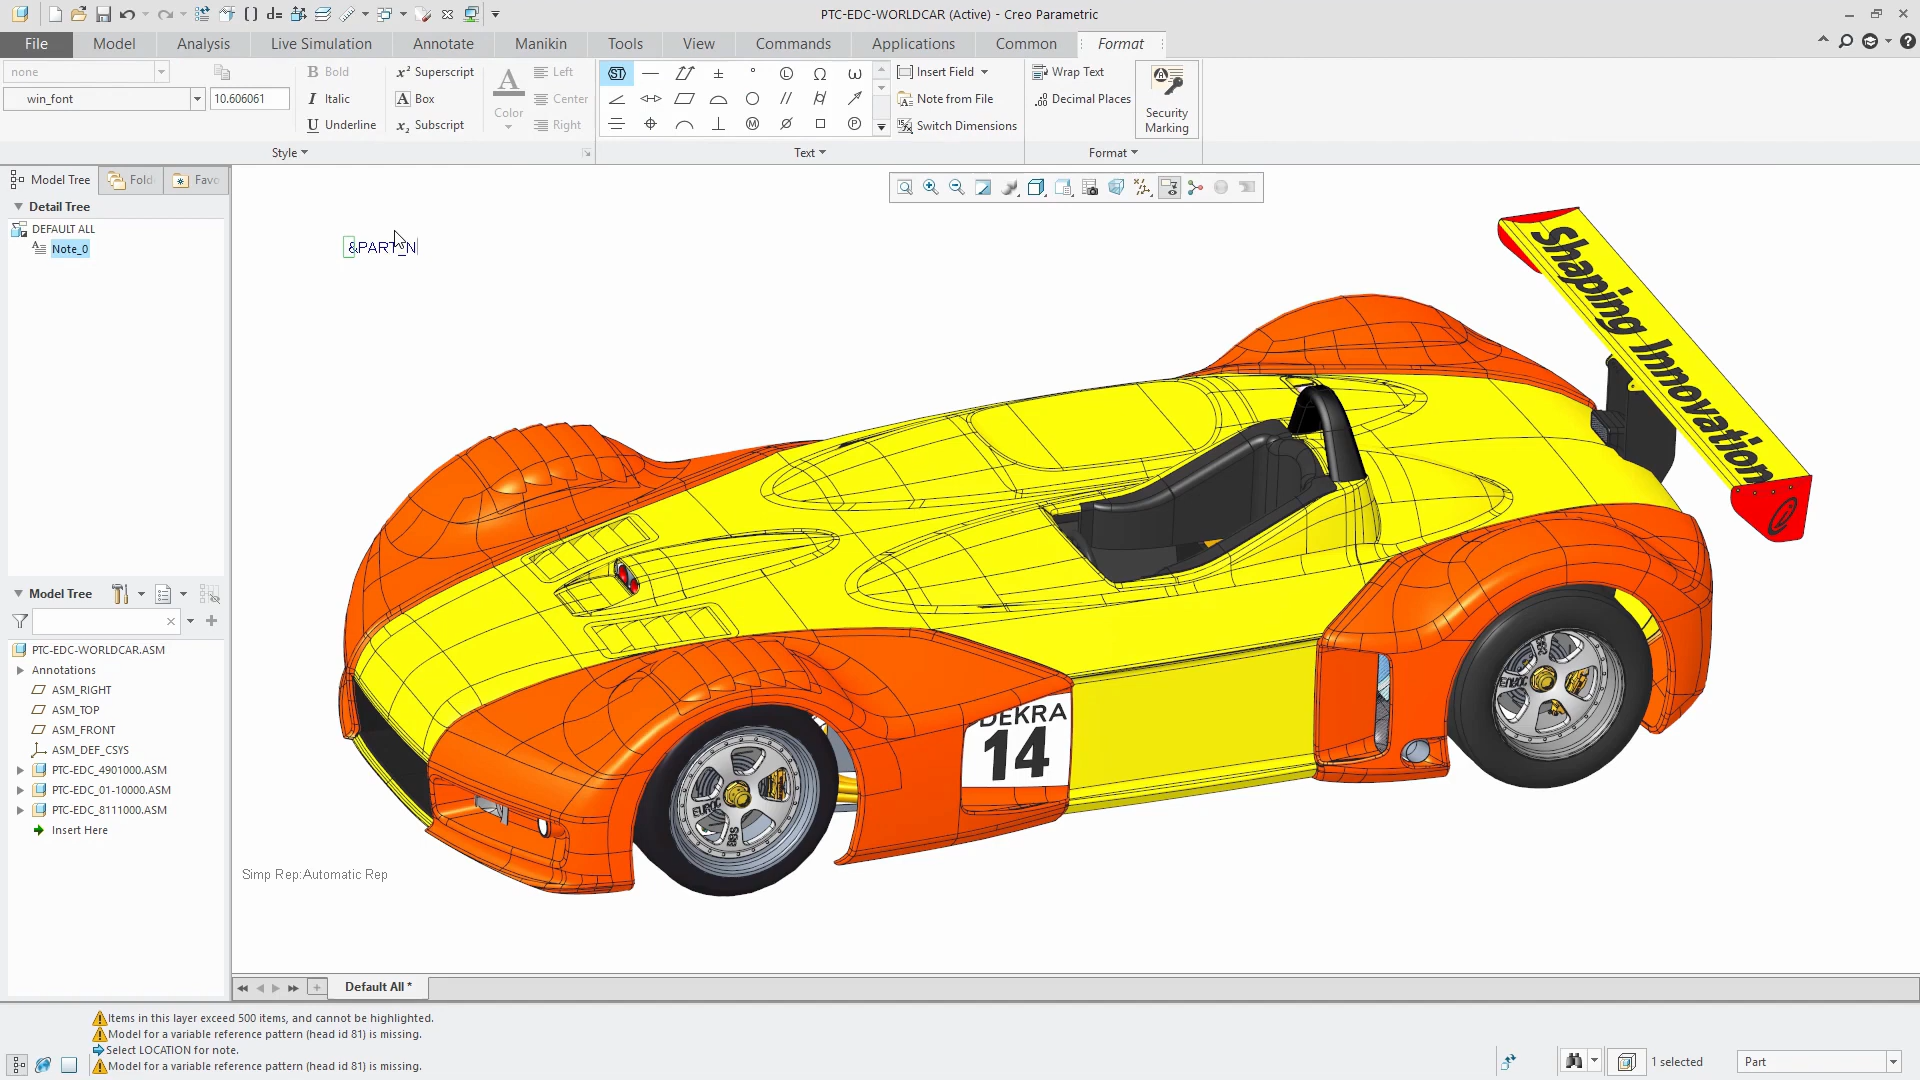 PTC-EDC-WORLDCAR (Active) - Creo Parametric
File Model Analysis Live Simulation Annotate Manikin Tools View Commands Applications Common Format
none
win_font
10.606061
Bold
Italic
Underline
Superscript
Box
Subscript
Color
Left
Center
Right
Style
Insert Field
Note from File
Switch Dimensions
Text
Wrap Text
Decimal Places
Security
Marking
Format
Model Tree
Fold
Favo
Detail Tree
DEFAULT ALL
Note_0
&PART_N
Shaping Innovation
DEKRA
14
EUROC
BBS
Model Tree
PTC-EDC-WORLDCAR.ASM
Annotations
ASM_RIGHT
ASM_TOP
ASM_FRONT
ASM_DEF_CSYS
PTC-EDC_4901000.ASM
PTC-EDC_01-10000.ASM
PTC-EDC_8111000.ASM
Insert Here
Simp Rep:Automatic Rep
Default All *
Items in this layer exceed 500 items, and cannot be highlighted.
Model for a variable reference pattern (head id 81) is missing.
Select LOCATION for note.
Model for a variable reference pattern (head id 81) is missing.
1 selected
Part